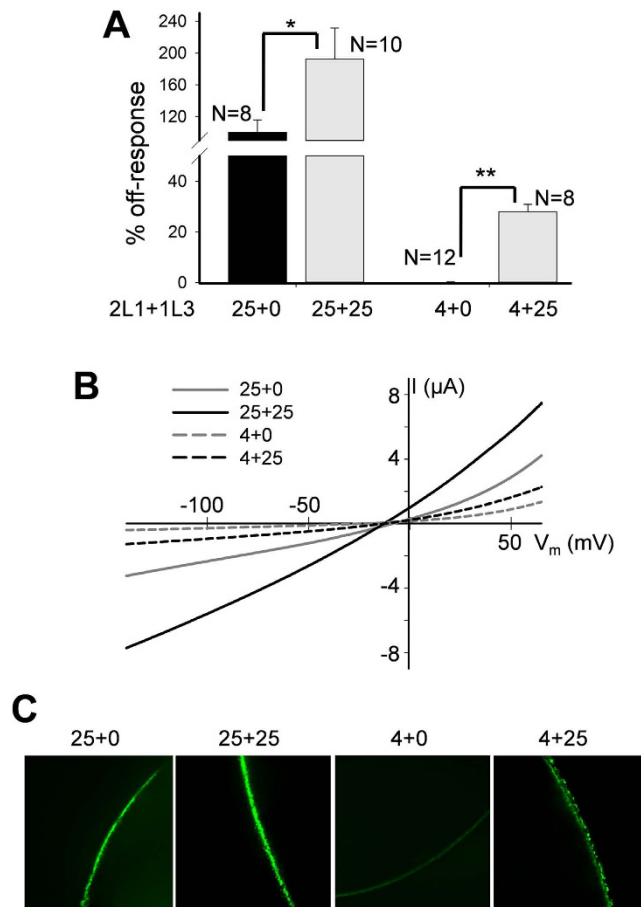 A
% off-response
240
200
160
120
40
20
0
N=8
*
N=10
N=12
**
N=8
2L1+1L3 25+0 25+25 4+0 4+25
B
25+0
25+25
4+0
4+25
I (µA)
8
4
-4
-8
-100 -50 50
Vm (mV)
C
25+0 25+25 4+0 4+25